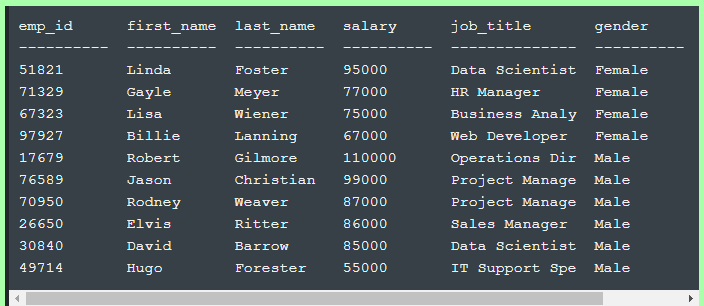 emp_id      first_name  last_name   salary      job_title       gender
----------  ----------  ----------  ----------  --------------  ----------
51821       Linda       Foster      95000       Data Scientist  Female
71329       Gayle       Meyer       77000       HR Manager      Female
67323       Lisa        Wiener      75000       Business Analy  Female
97927       Billie      Lanning     67000       Web Developer   Female
17679       Robert      Gilmore     110000      Operations Dir  Male
76589       Jason       Christian   99000       Project Manage  Male
70950       Rodney      Weaver      87000       Project Manage  Male
26650       Elvis       Ritter      86000       Sales Manager   Male
30840       David       Barrow      85000       Data Scientist  Male
49714       Hugo        Forester    55000       IT Support Spe  Male